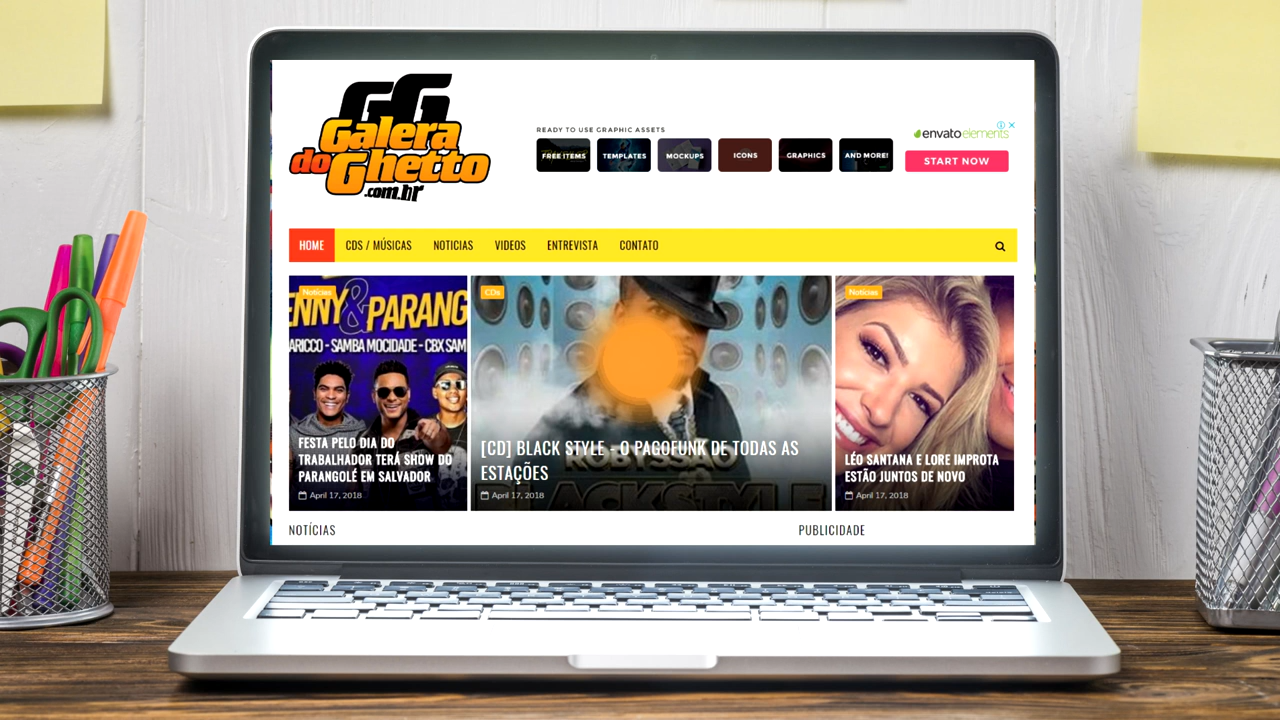 GG
Galera
do Ghetto
.com.br
READY TO USE GRAPHIC ASSETS
FREE ITEMS TEMPLATES MOCKUPS ICONS GRAPHICS AND MORE!
envato elements
START NOW
HOME CDS / MÚSICAS NOTICIAS VIDEOS ENTREVISTA CONTATO
Notícias
ENNY & PARANG
ARICCO - SAMBA MOCIDADE - CBX SAM
FESTA PELO DIA DO
TRABALHADOR TERÁ SHOW DO
PARANGOLÉ EM SALVADOR
April 17, 2018
CDs
[CD] BLACK STYLE - O PAGOFUNK DE TODAS AS
ESTAÇÕES
ROBYSSÃO
ACKSTYLE
April 17, 2018
Notícias
LÉO SANTANA E LORE IMPROTA
ESTÃO JUNTOS DE NOVO
April 17, 2018
NOTÍCIAS
PUBLICIDADE